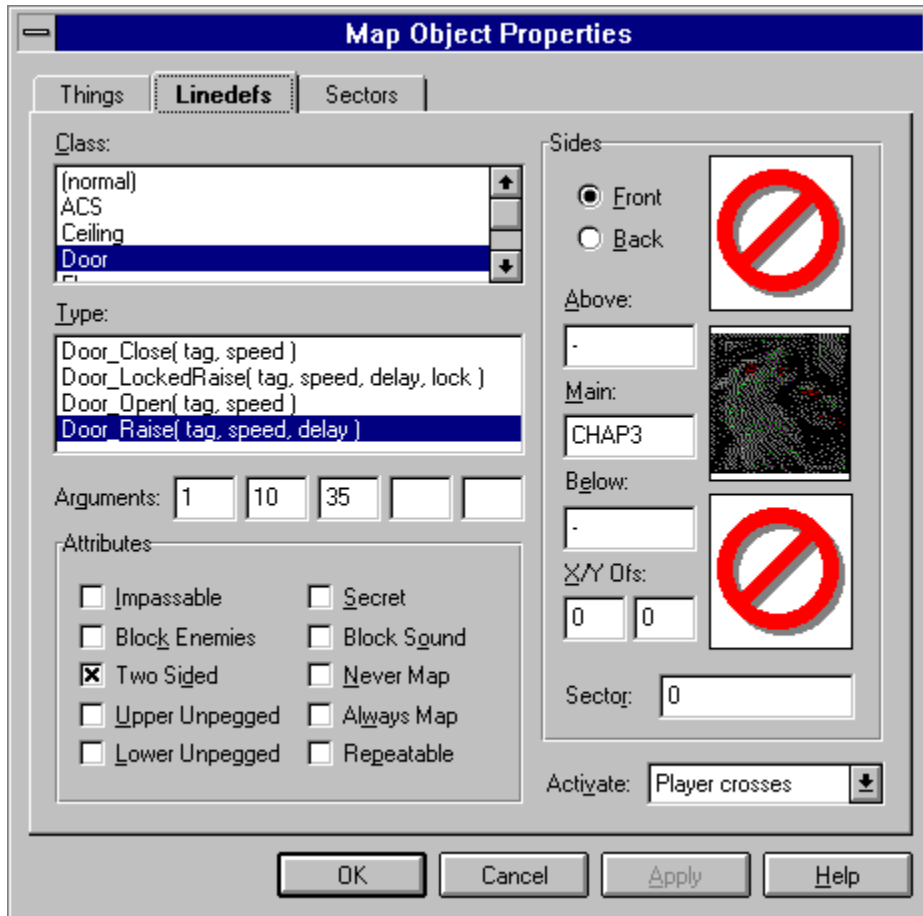 Map Object Properties
Things Linedefs Sectors
Class:
(normal)
ACS
Ceiling
Door
Type:
Door_Close( tag, speed )
Door_LockedRaise( tag, speed, delay, lock )
Door_Open( tag, speed )
Door_Raise( tag, speed, delay )
Arguments: 1 10 35
Attributes
Impassable Secret
Block Enemies Block Sound
Two Sided Never Map
Upper Unpegged Always Map
Lower Unpegged Repeatable
Sides
Front
Back
Above:
-
Main:
CHAP3
Below:
-
X/Y Ofs:
0 0
Sector: 0
Activate: Player crosses
OK Cancel Apply Help